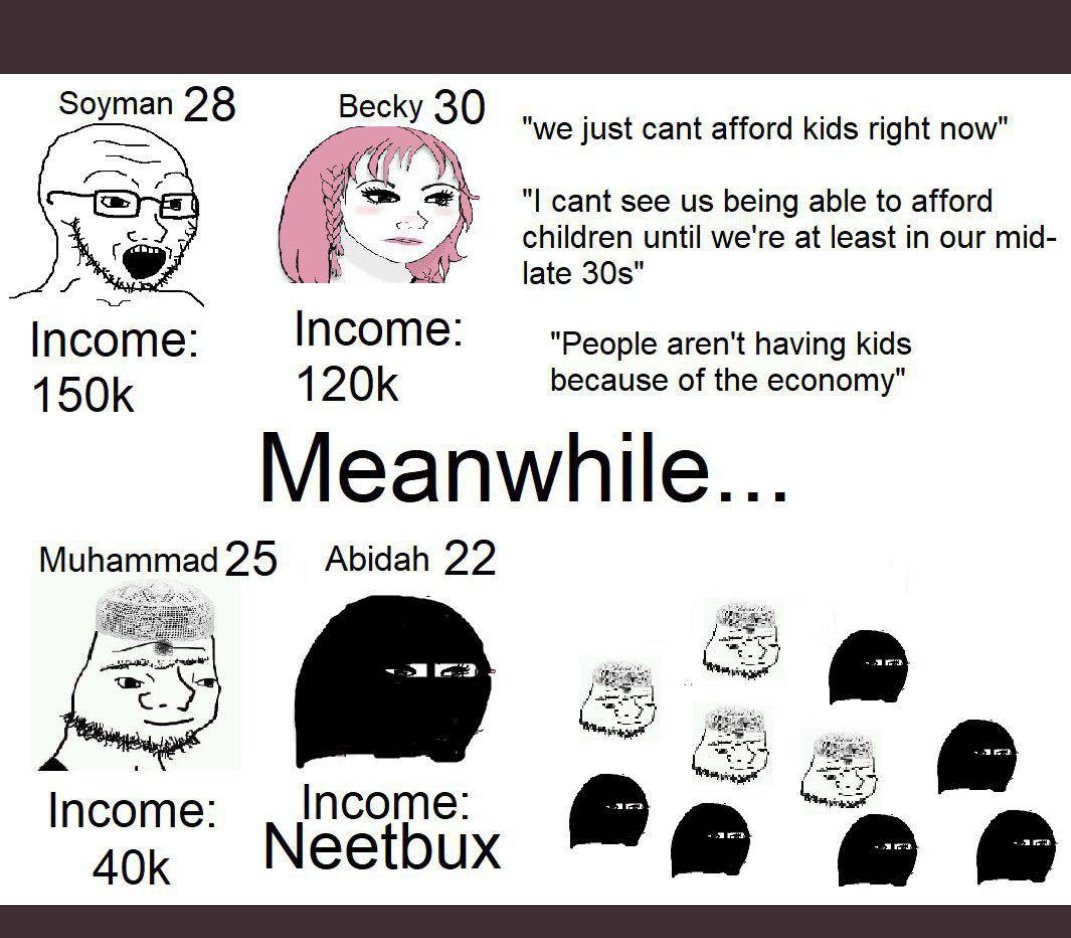 Soyman 28
Becky 30
"we just cant afford kids right now"
"I cant see us being able to afford
children until we're at least in our mid-
late 30s"
"People aren't having kids
because of the economy"
Income:
150k
Income:
120k
Meanwhile...
Muhammad 25
Abidah 22
Income:
40k
Income:
Neetbux